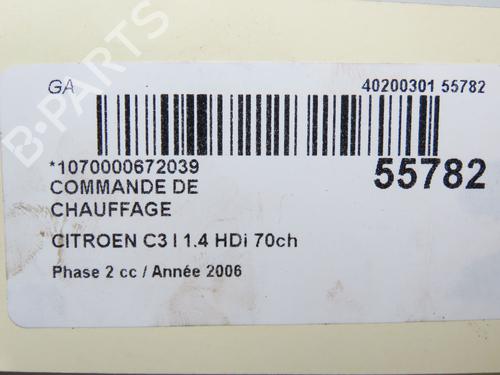 GA
40200301 55782
*1070000672039
55782
COMMANDE DE
CHAUFFAGE
CITROEN C3 I 1.4 HDi 70ch
Phase 2 cc / Année 2006
B-PARTS